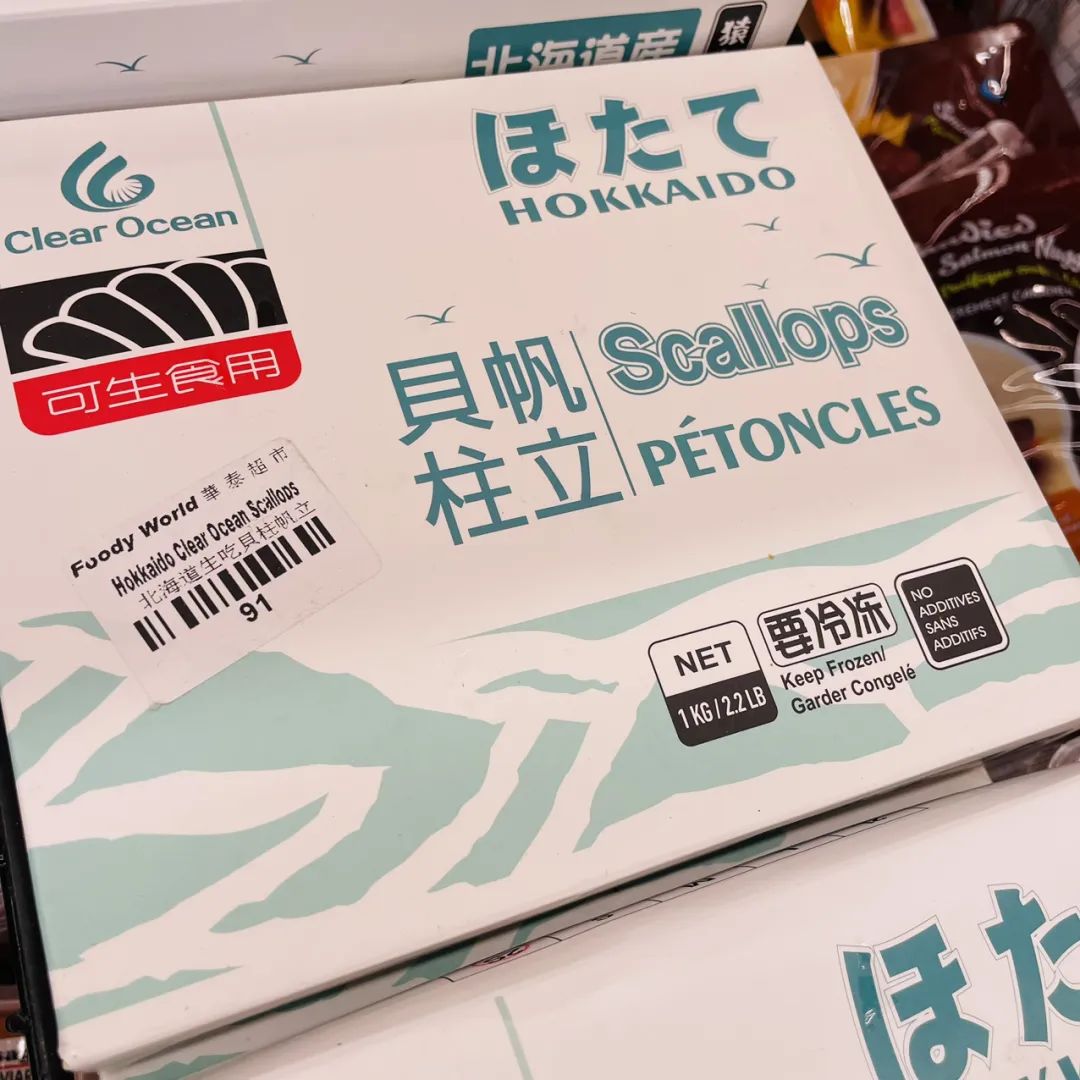 北海道産
Clear Ocean
ほたて
HOKKAIDO
可生食用
貝帆
柱立
Scallops
PÉTONCLES
Foody World 華泰超市
Hokkaido Clear Ocean Scallops
北海道生吃貝柱帆立
91
NET
1 KG / 2.2 LB
要冷冻
Keep Frozen/
Garder Congelé
NO
ADDITIVES
SANS
ADDITIFS
Salmon
ほた